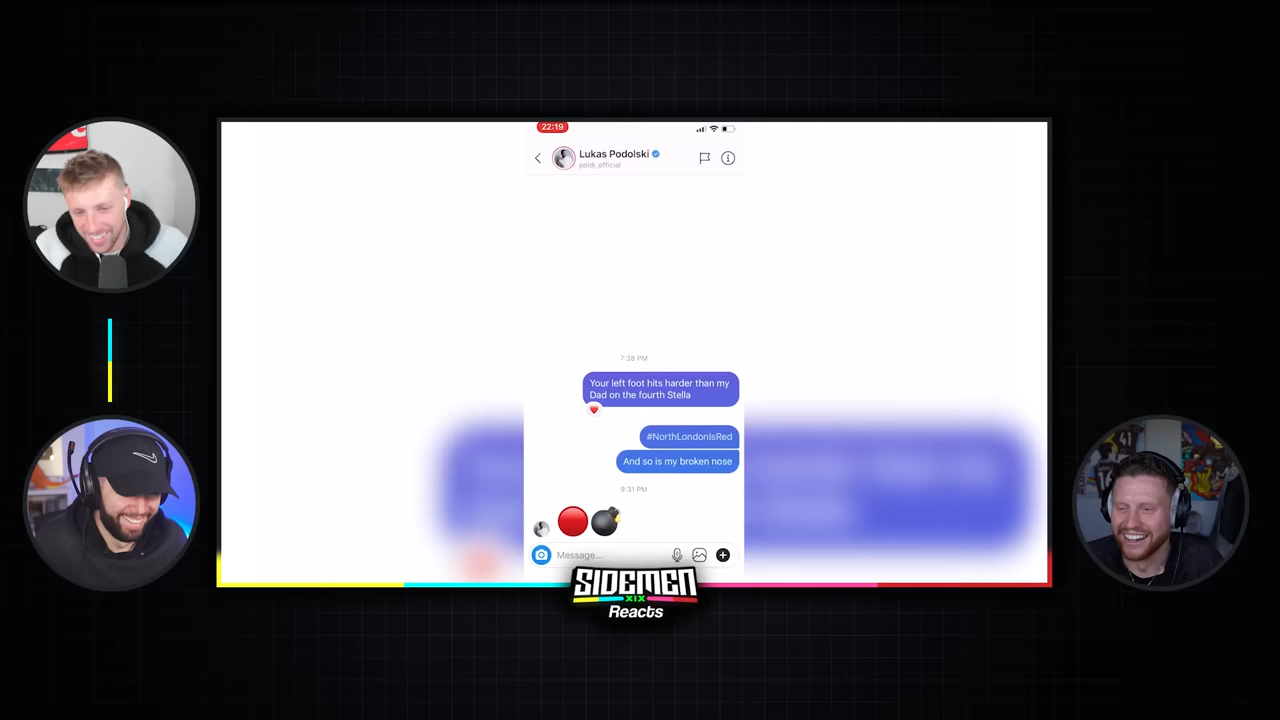 22:19
Lukas Podolski
poldi_official
7:38 PM
Your left foot hits harder than my
Dad on the fourth Stella
#NorthLondonIsRed
And so is my broken nose
9:31 PM
Message...
SIDEMEN
XIX
Reacts
41